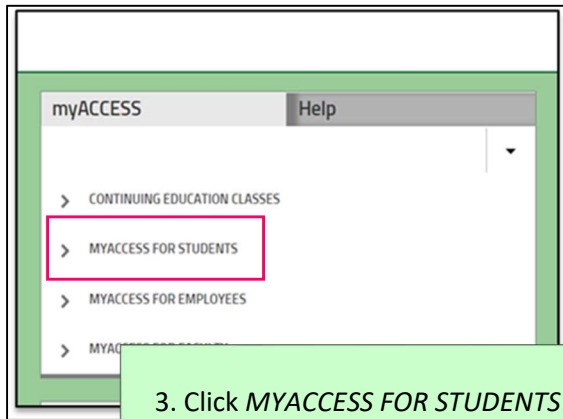 myACCESS
Help
CONTINUING EDUCATION CLASSES
MYACCESS FOR STUDENTS
MYACCESS FOR EMPLOYEES
3. Click MYACCESS FOR STUDENTS